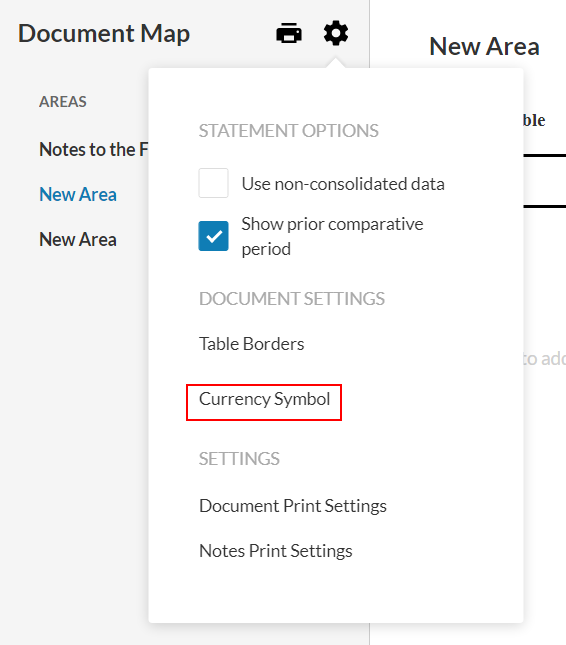 Document Map
New Area
AREAS
Notes to the F
New Area
New Area
STATEMENT OPTIONS
Use non-consolidated data
Show prior comparative
period
DOCUMENT SETTINGS
Table Borders
Currency Symbol
SETTINGS
Document Print Settings
Notes Print Settings
ble
to add